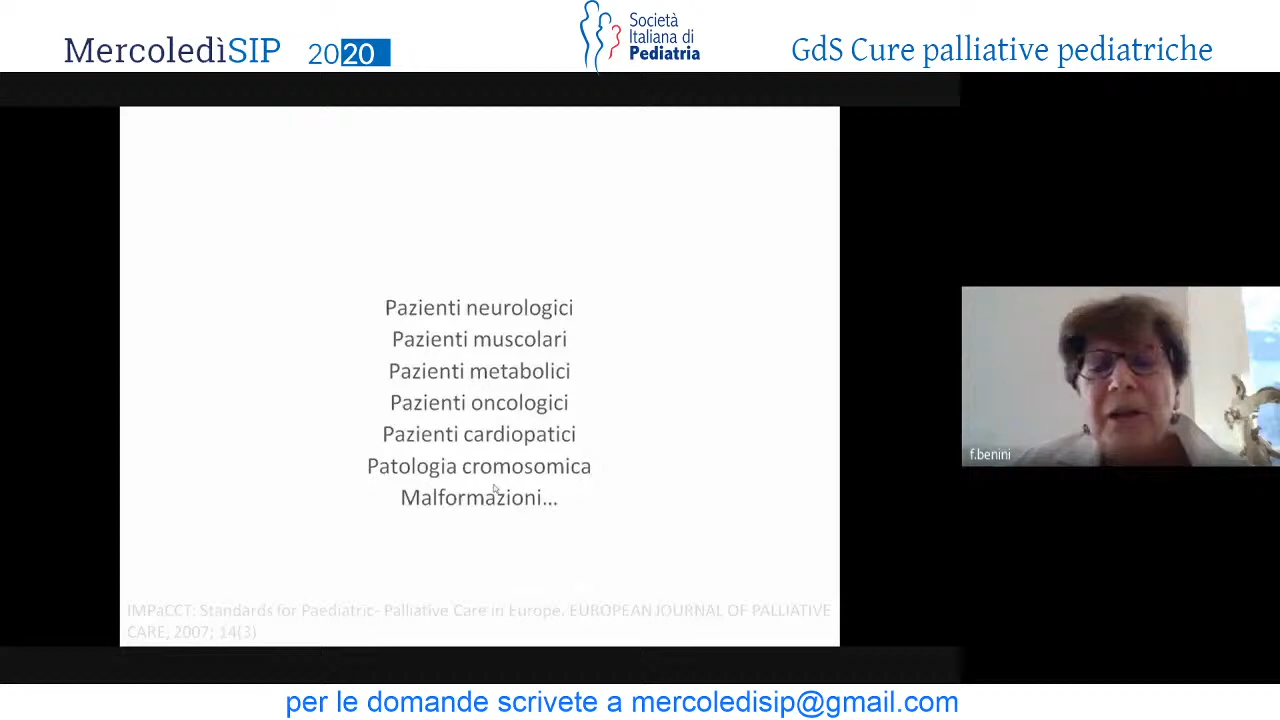 MercoledìSIP 2020
Società
Italiana di
Pediatria
GdS Cure palliative pediatriche
Pazienti neurologici
Pazienti muscolari
Pazienti metabolici
Pazienti oncologici
Pazienti cardiopatici
Patologia cromosomica
Malformazioni...
IMPaCCT: Standards for Paediatric- Palliative Care in Europe. EUROPEAN JOURNAL OF PALLIATIVE
CARE, 2007; 14(3)
f.benini
per le domande scrivete a mercoledisip@gmail.com